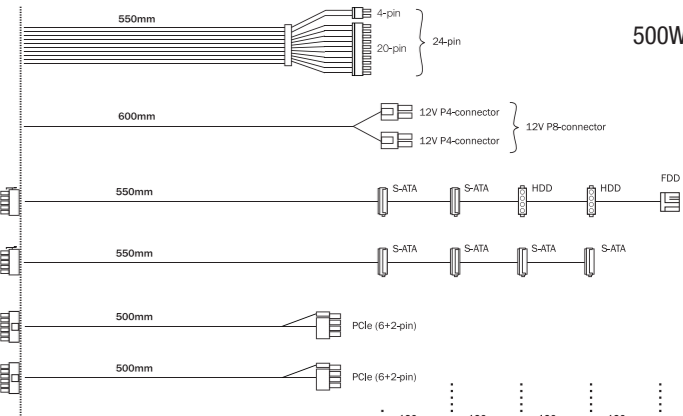 550mm
4-pin
20-pin
24-pin
500W
600mm
12V P4-connector
12V P4-connector
12V P8-connector
550mm
S-ATA
S-ATA
HDD
HDD
FDD
550mm
S-ATA
S-ATA
S-ATA
S-ATA
500mm
PCIe (6+2-pin)
500mm
PCIe (6+2-pin)